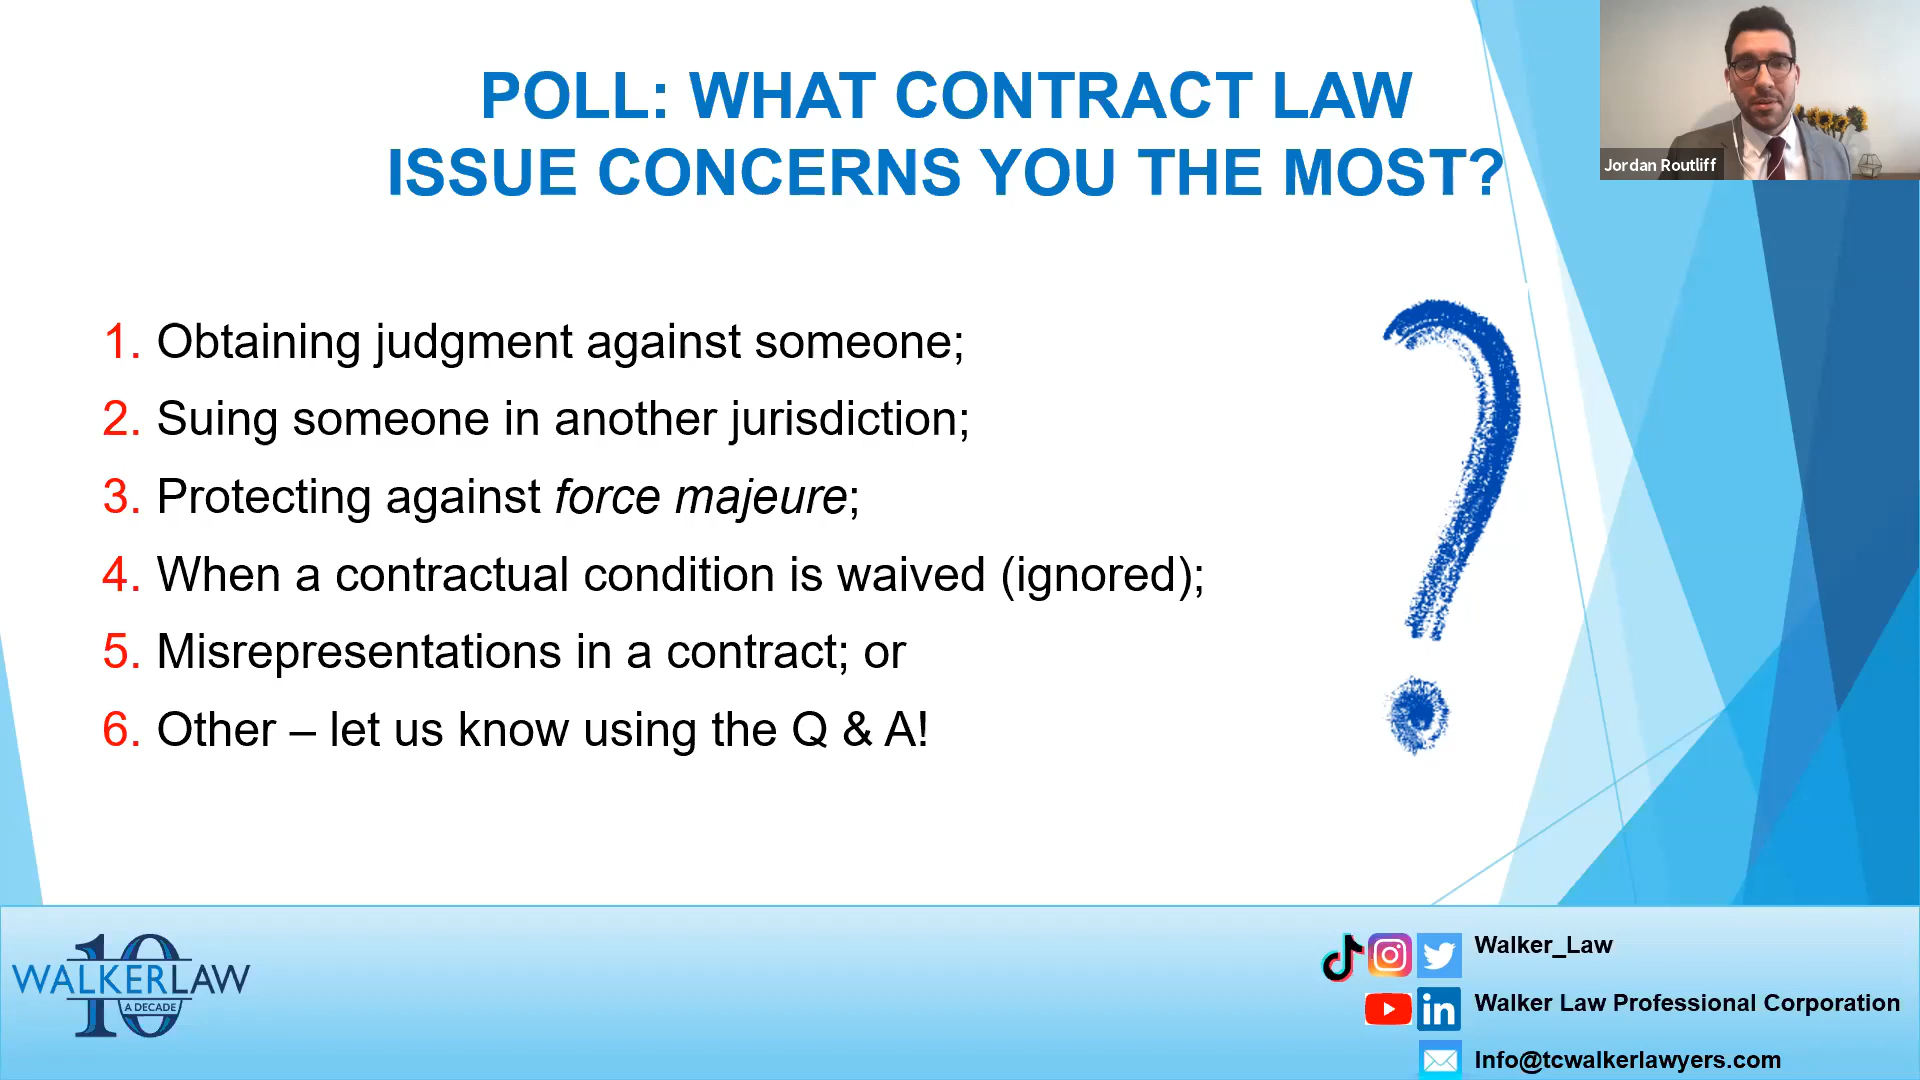 POLL: WHAT CONTRACT LAW
ISSUE CONCERNS YOU THE MOST?
Jordan Routliff
1. Obtaining judgment against someone;
2. Suing someone in another jurisdiction;
3. Protecting against force majeure;
4. When a contractual condition is waived (ignored);
5. Misrepresentations in a contract; or
6. Other – let us know using the Q & A!
10
WALKERLAW
A DECADE
Walker_Law
Walker Law Professional Corporation
Info@tcwalkerlawyers.com